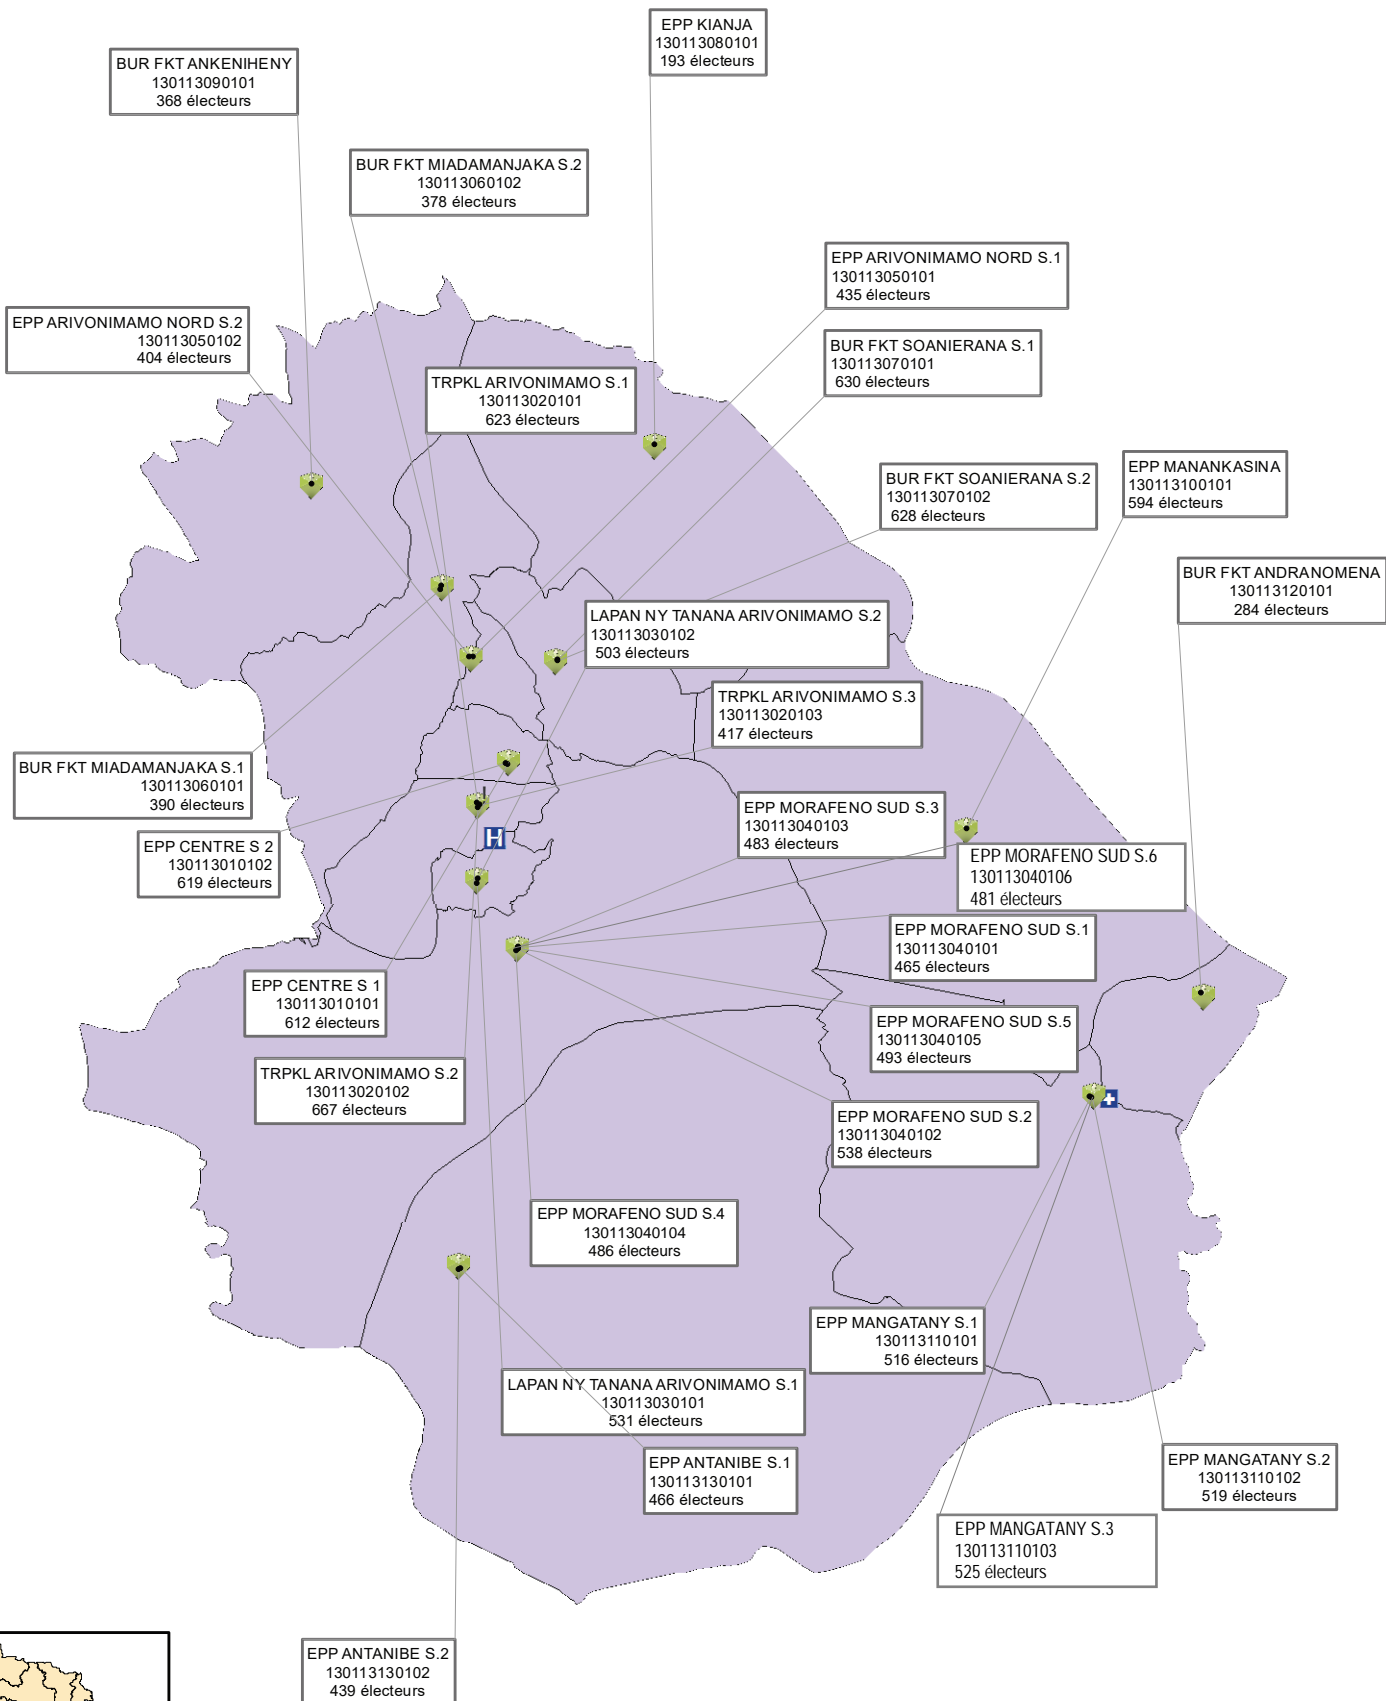 EPP KIANJA
130113080101
193 électeurs
BUR FKT ANKENIHENY
130113090101
368 électeurs
BUR FKT MIADAMANJAKA S.2
130113060102
378 électeurs
EPP ARIVONIMAMO NORD S.1
130113050101
435 électeurs
EPP ARIVONIMAMO NORD S.2
130113050102
404 électeurs
BUR FKT SOANIERANA S.1
130113070101
630 électeurs
TRPKL ARIVONIMAMO S.1
130113020101
623 électeurs
EPP MANANKASINA
130113100101
594 électeurs
BUR FKT SOANIERANA S.2
130113070102
628 électeurs
BUR FKT ANDRANOMENA
130113120101
284 électeurs
LAPAN NY TANANA ARIVONIMAMO S.2
130113030102
503 électeurs
TRPKL ARIVONIMAMO S.3
130113020103
417 électeurs
BUR FKT MIADAMANJAKA S.1
130113060101
390 électeurs
EPP MORAFENO SUD S.3
130113040103
483 électeurs
EPP CENTRE S 2
130113010102
619 électeurs
H
EPP MORAFENO SUD S.6
130113040106
481 électeurs
EPP MORAFENO SUD S.1
130113040101
465 électeurs
EPP CENTRE S 1
130113010101
612 électeurs
EPP MORAFENO SUD S.5
130113040105
493 électeurs
TRPKL ARIVONIMAMO S.2
130113020102
667 électeurs
EPP MORAFENO SUD S.2
130113040102
538 électeurs
EPP MORAFENO SUD S.4
130113040104
486 électeurs
EPP MANGATANY S.1
130113110101
516 électeurs
LAPAN NY TANANA ARIVONIMAMO S.1
130113030101
531 électeurs
EPP ANTANIBE S.1
130113130101
466 électeurs
EPP MANGATANY S.2
130113110102
519 électeurs
EPP MANGATANY S.3
130113110103
525 électeurs
EPP ANTANIBE S.2
130113130102
439 électeurs